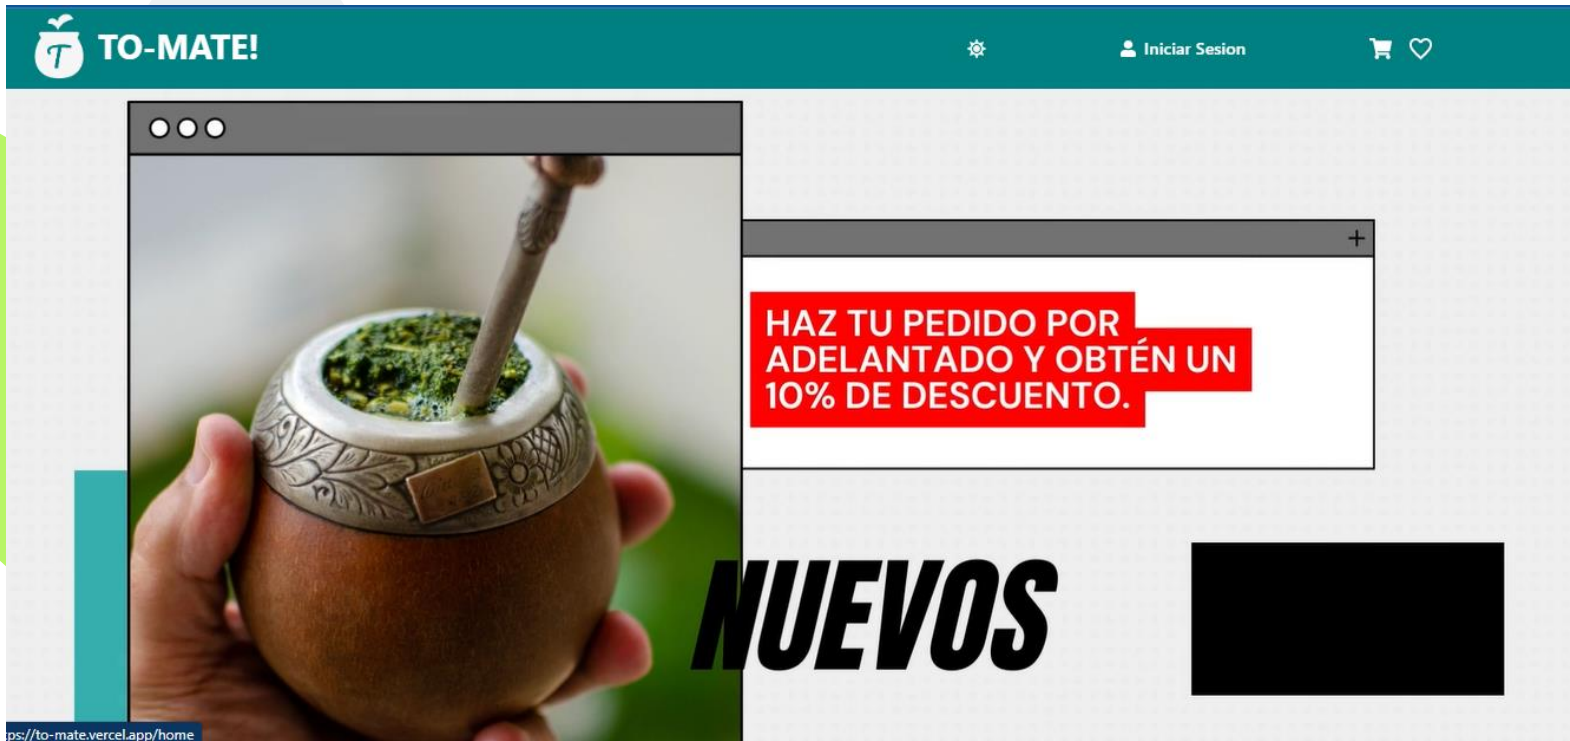 TO-MATE!
Iniciar Sesion
HAZ TU PEDIDO POR
ADELANTADO Y OBTÉN UN
10% DE DESCUENTO.
NUEVOS
ps://to-mate.vercel.app/home